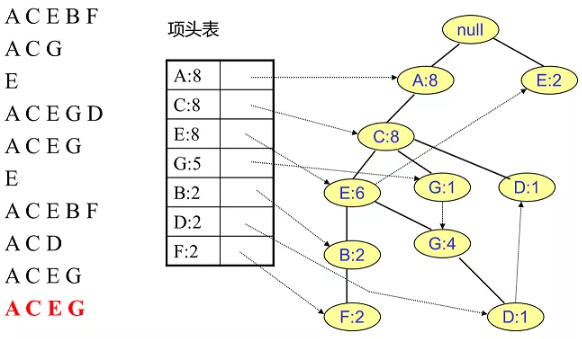 A C E B F
A C G
E
A C E G D
A C E G
E
A C E B F
A C D
A C E G
A C E G
项头表
A:8
C:8
E:8
G:5
B:2
D:2
F:2
null
A:8
E:2
C:8
E:6
G:1
D:1
B:2
G:4
F:2
D:1